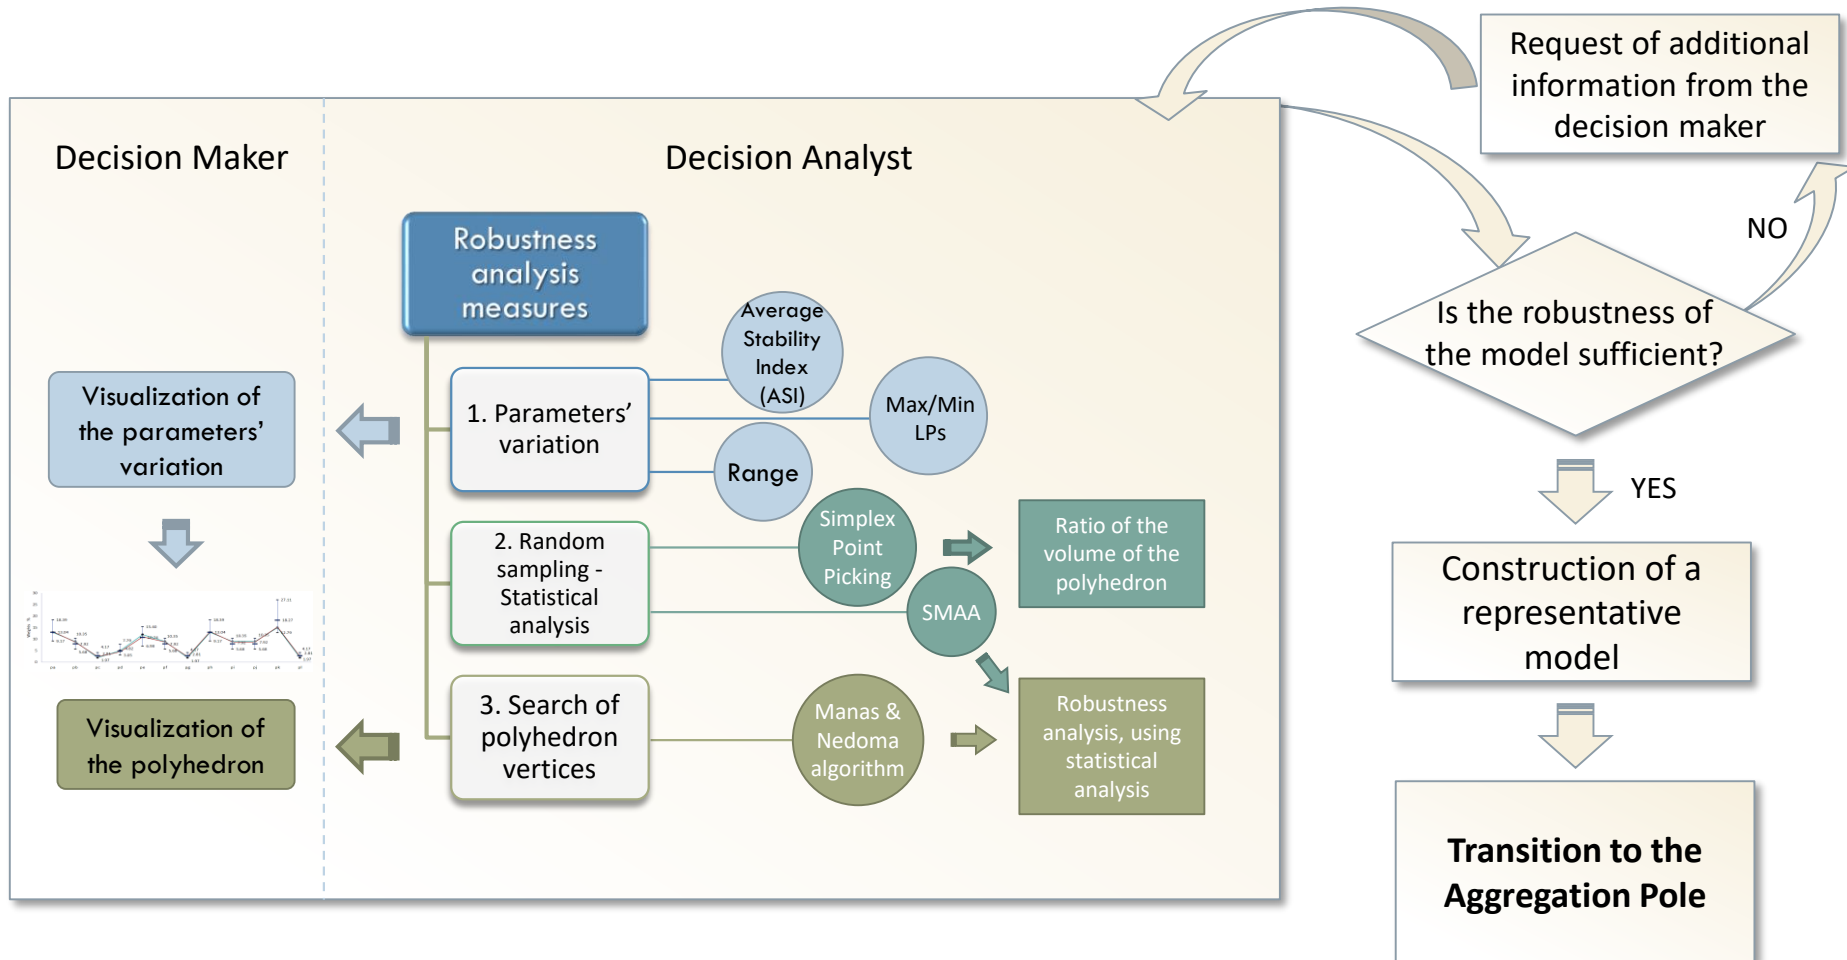 Request of additional
information from the
decision maker
Decision Maker
Decision Analyst
Robustness
analysis
measures
NO
Is the robustness of
the model sufficient?
Average
Stability
Index
(ASI)
Visualization of
the parameters’
variation
1. Parameters’
variation
Max/Min
LPs
Range
YES
2. Random
sampling -
Statistical
analysis
Simplex
Point
Picking
Ratio of the
volume of the
polyhedron
SMAA
Construction of a
representative
model
Visualization of
the polyhedron
3. Search of
polyhedron
vertices
Manas &
Nedoma
algorithm
Robustness
analysis, using
statistical
analysis
Transition to the
Aggregation Pole